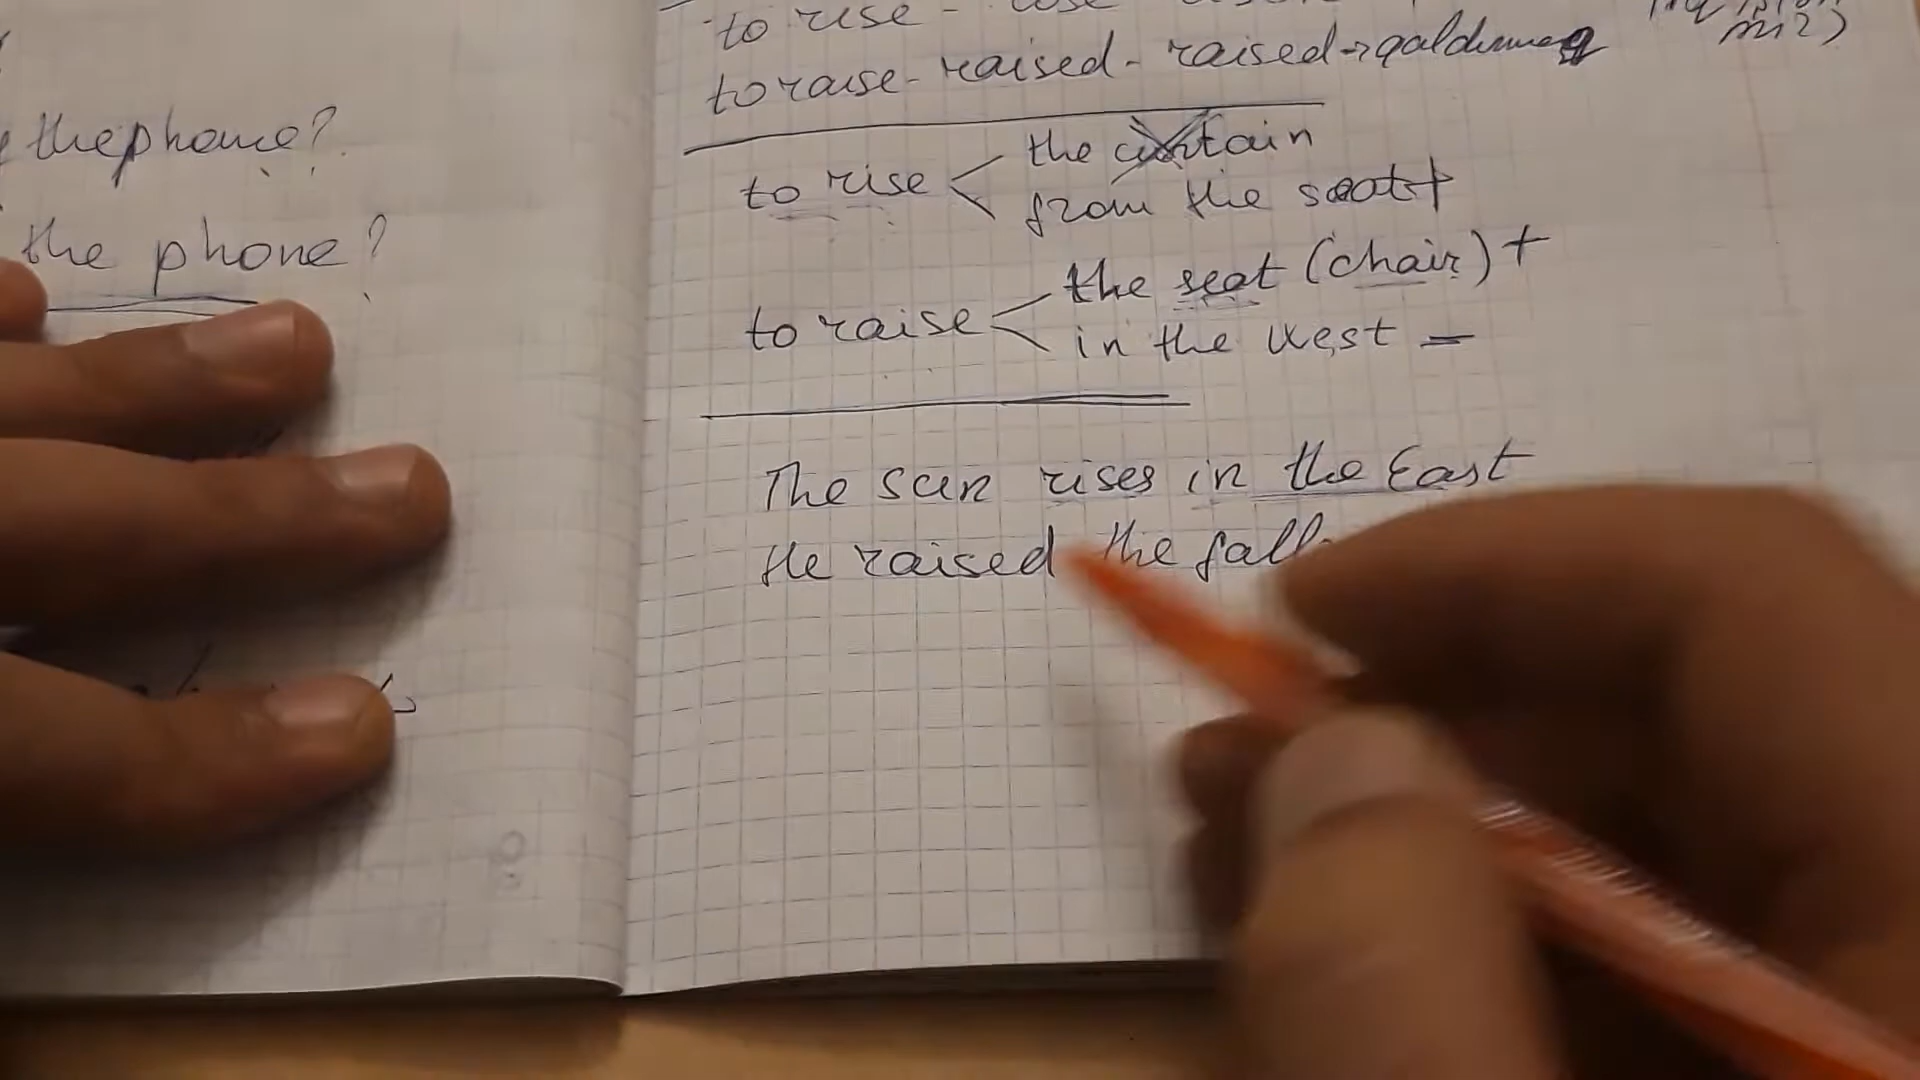 the phone?
the phone?
to rise -
to raise - raised - raised → qaldırmaq
to rise < the
from the seat +
to raise < the seat (chair) +
in the West -
The sun rises in the East
He raised the